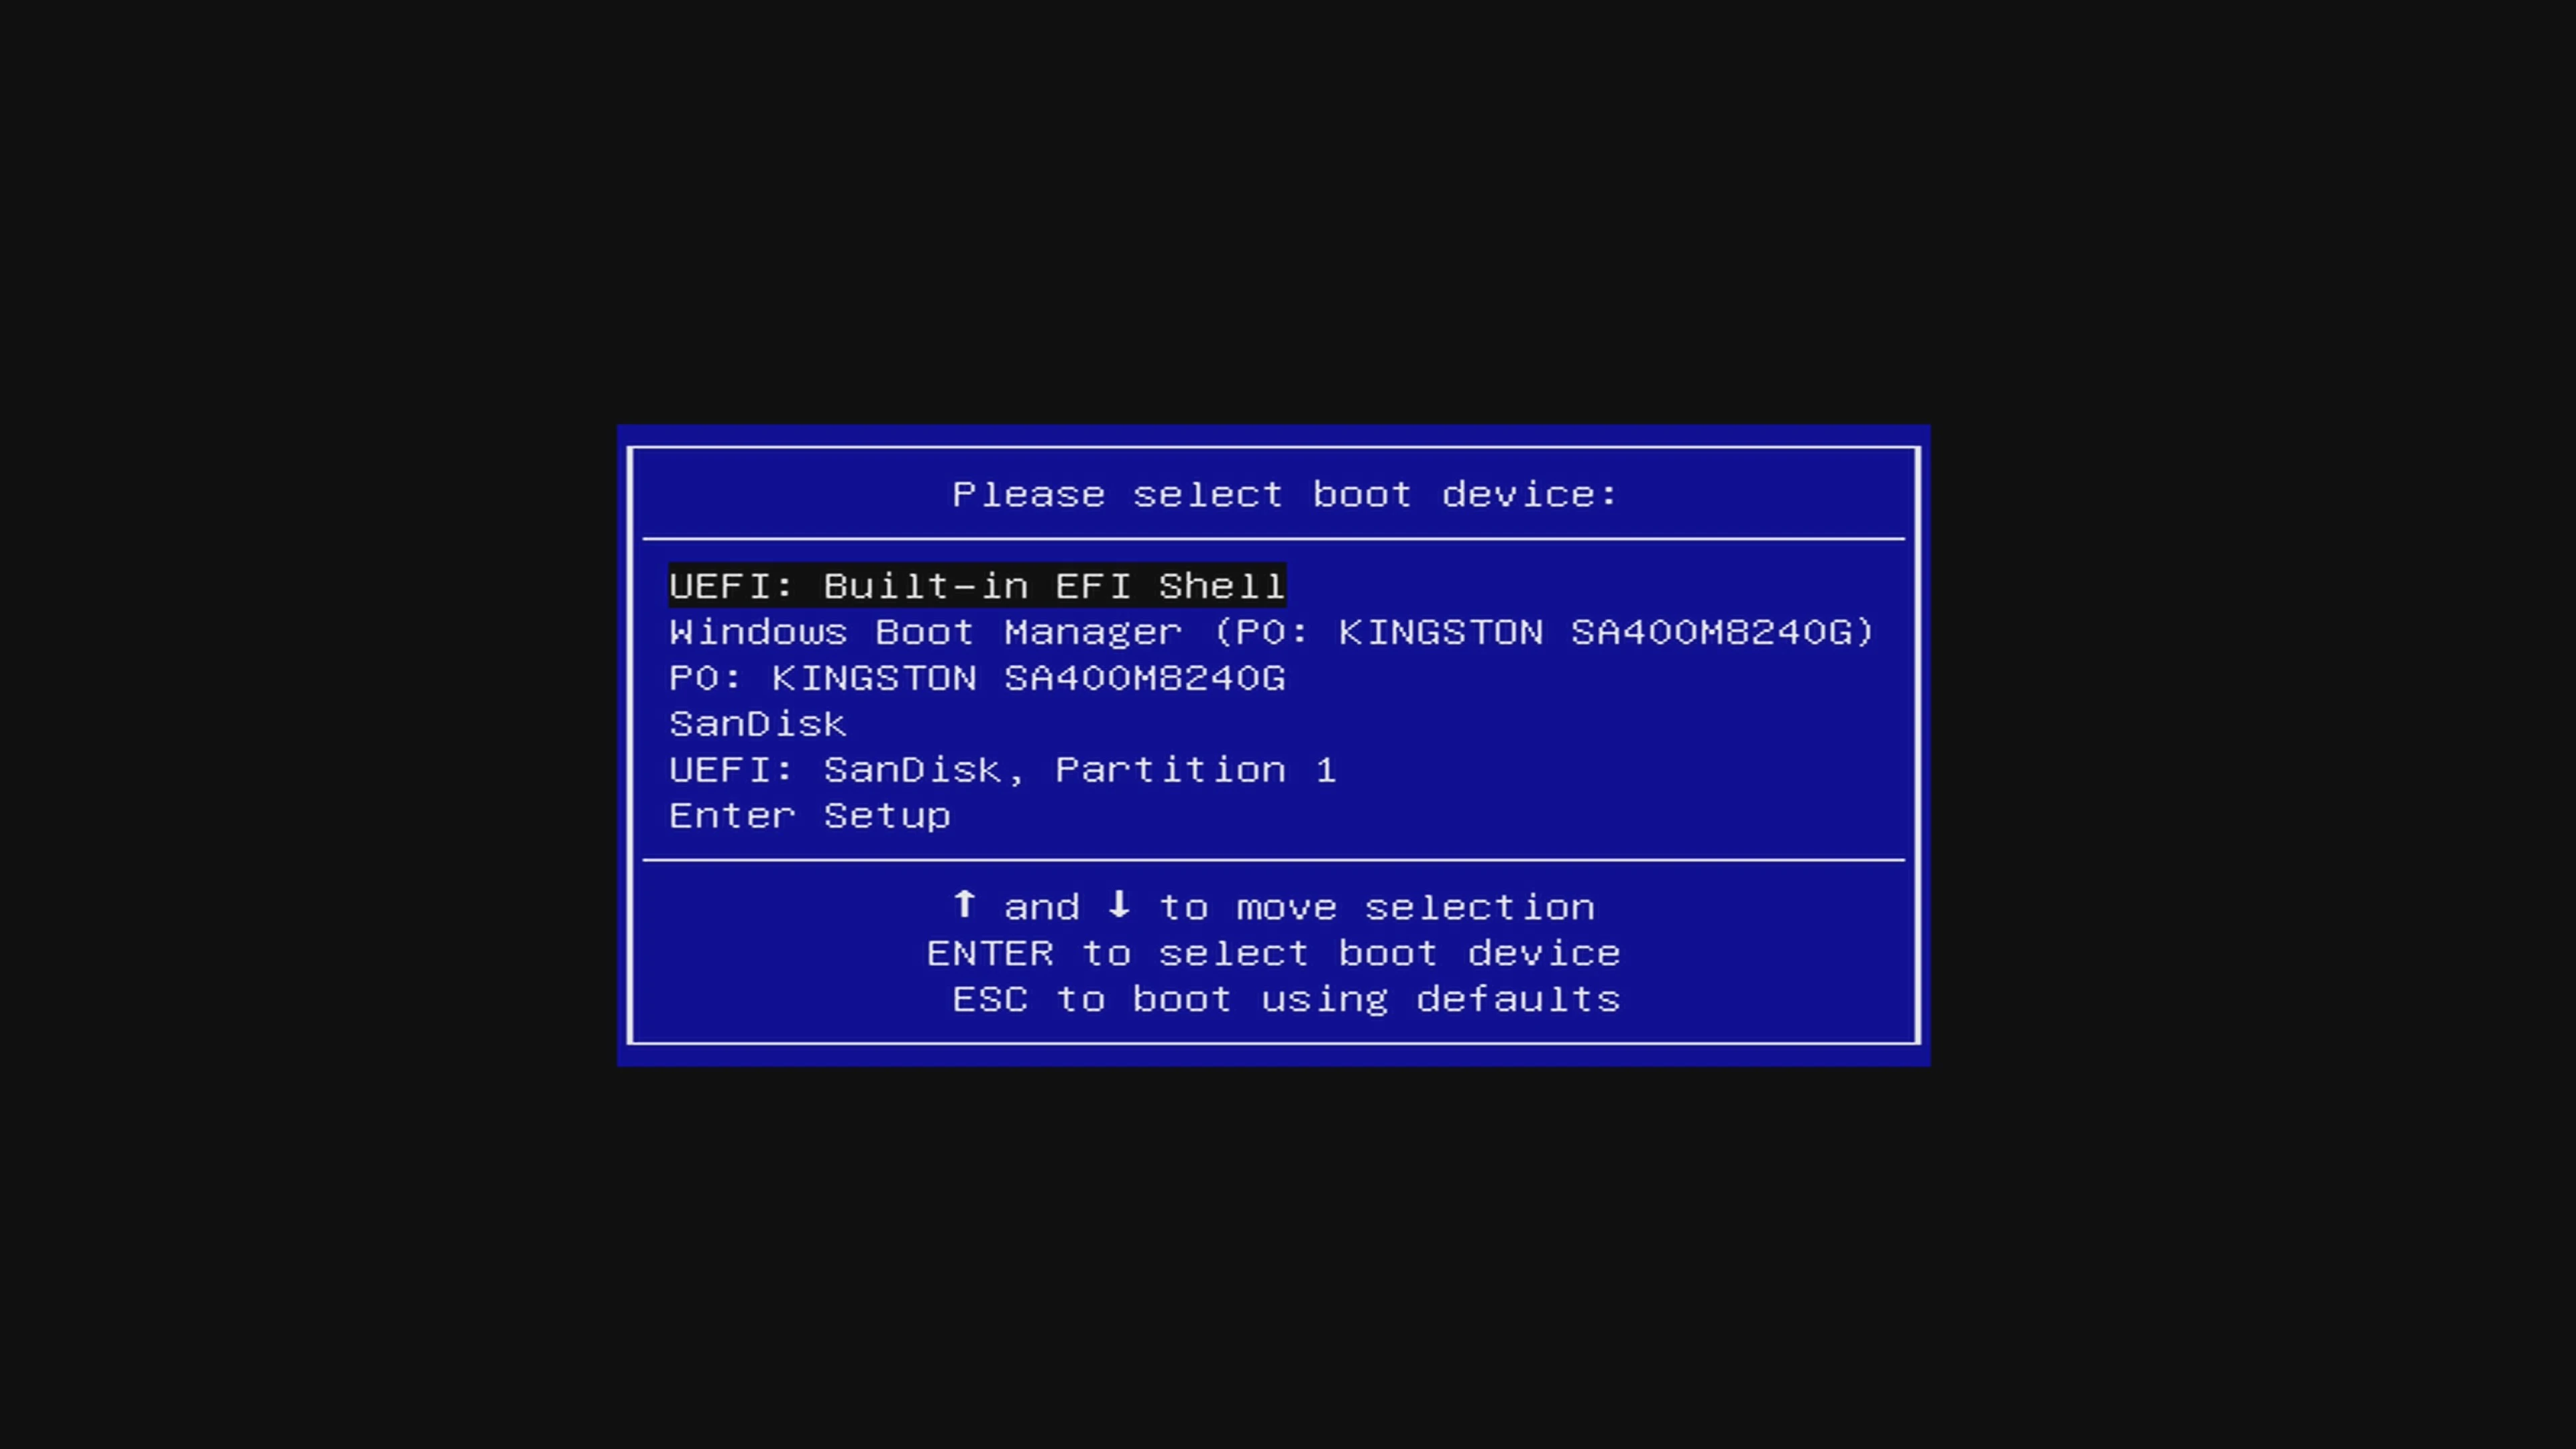 Please select boot device:
UEFI: Built-in EFI Shell
Windows Boot Manager (P0: KINGSTON SA400M8240G)
P0: KINGSTON SA400M8240G
SanDisk
UEFI: SanDisk, Partition 1
Enter Setup
↑ and ↓ to move selection
ENTER to select boot device
ESC to boot using defaults